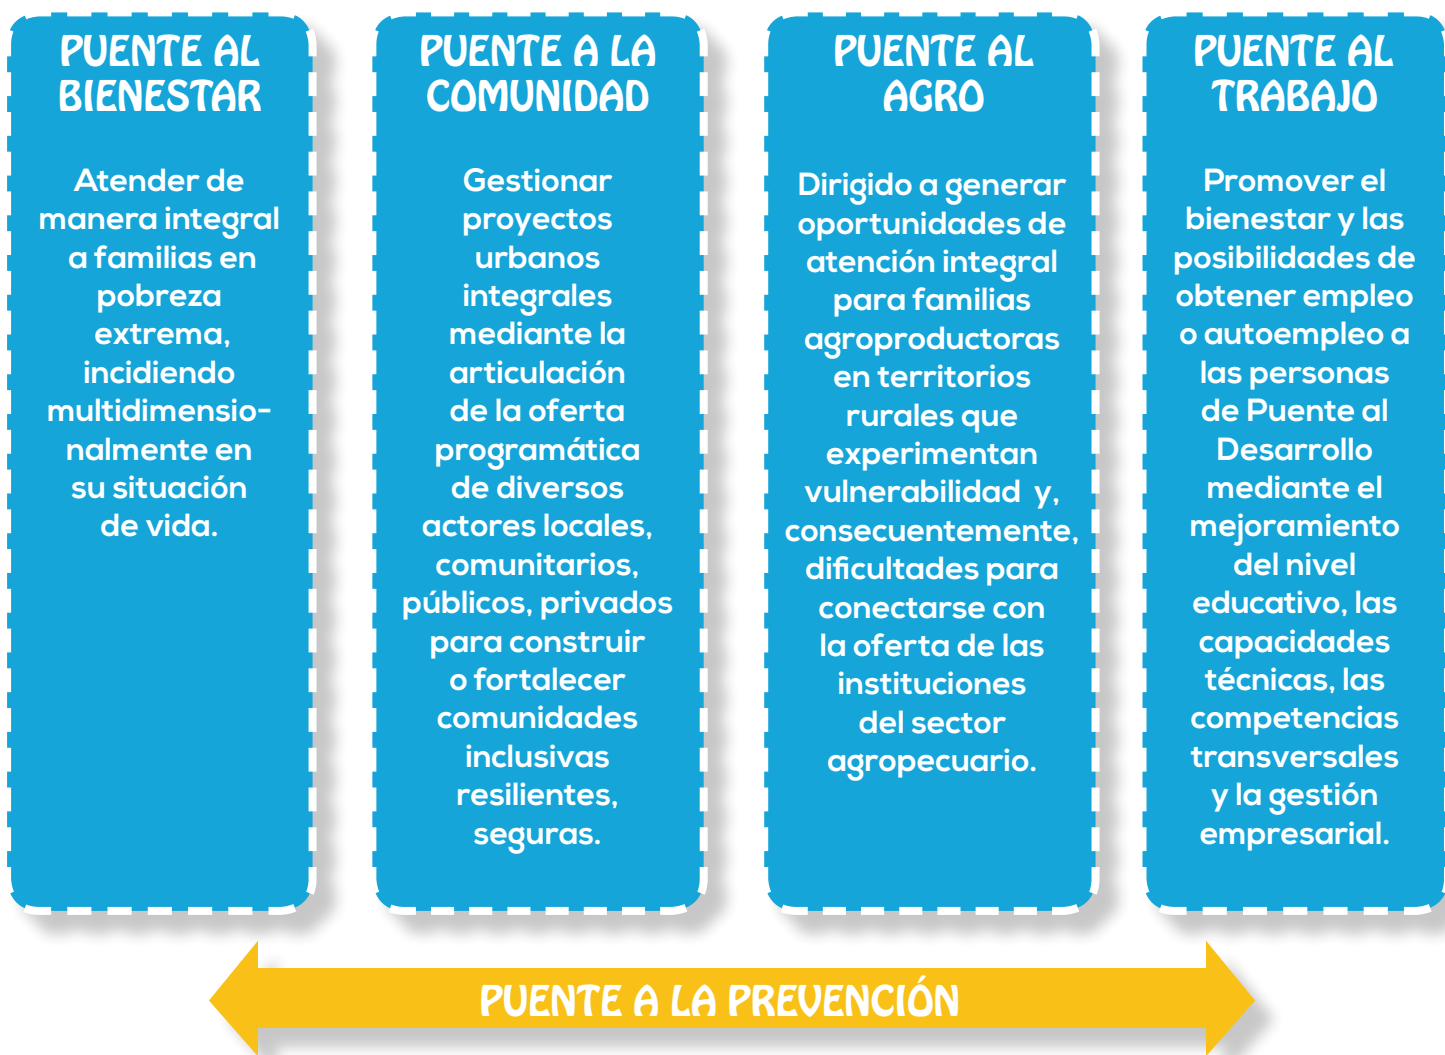 PUENTE AL
BIENESTAR
Atender de
manera integral
a familias en
pobreza
extrema,
incidiendo
multidimensio-
nalmente en
su situación
de vida.
PUENTE A LA
COMUNIDAD
Gestionar
proyectos
urbanos
integrales
mediante la
articulación
de la oferta
programática
de diversos
actores locales,
comunitarios,
públicos, privados
para construir
o fortalecer
comunidades
inclusivas
resilientes,
seguras.
PUENTE AL
AGRO
Dirigido a generar
oportunidades de
atención integral
para familias
agroproductoras
en territorios
rurales que
experimentan
vulnerabilidad y,
consecuentemente,
dificultades para
conectarse con
la oferta de las
instituciones
del sector
agropecuario.
PUENTE AL
TRABAJO
Promover el
bienestar y las
posibilidades de
obtener empleo
o autoempleo a
las personas
de Puente al
Desarrollo
mediante el
mejoramiento
del nivel
educativo, las
capacidades
técnicas, las
competencias
transversales
y la gestión
empresarial.
PUENTE A LA PREVENCIÓN